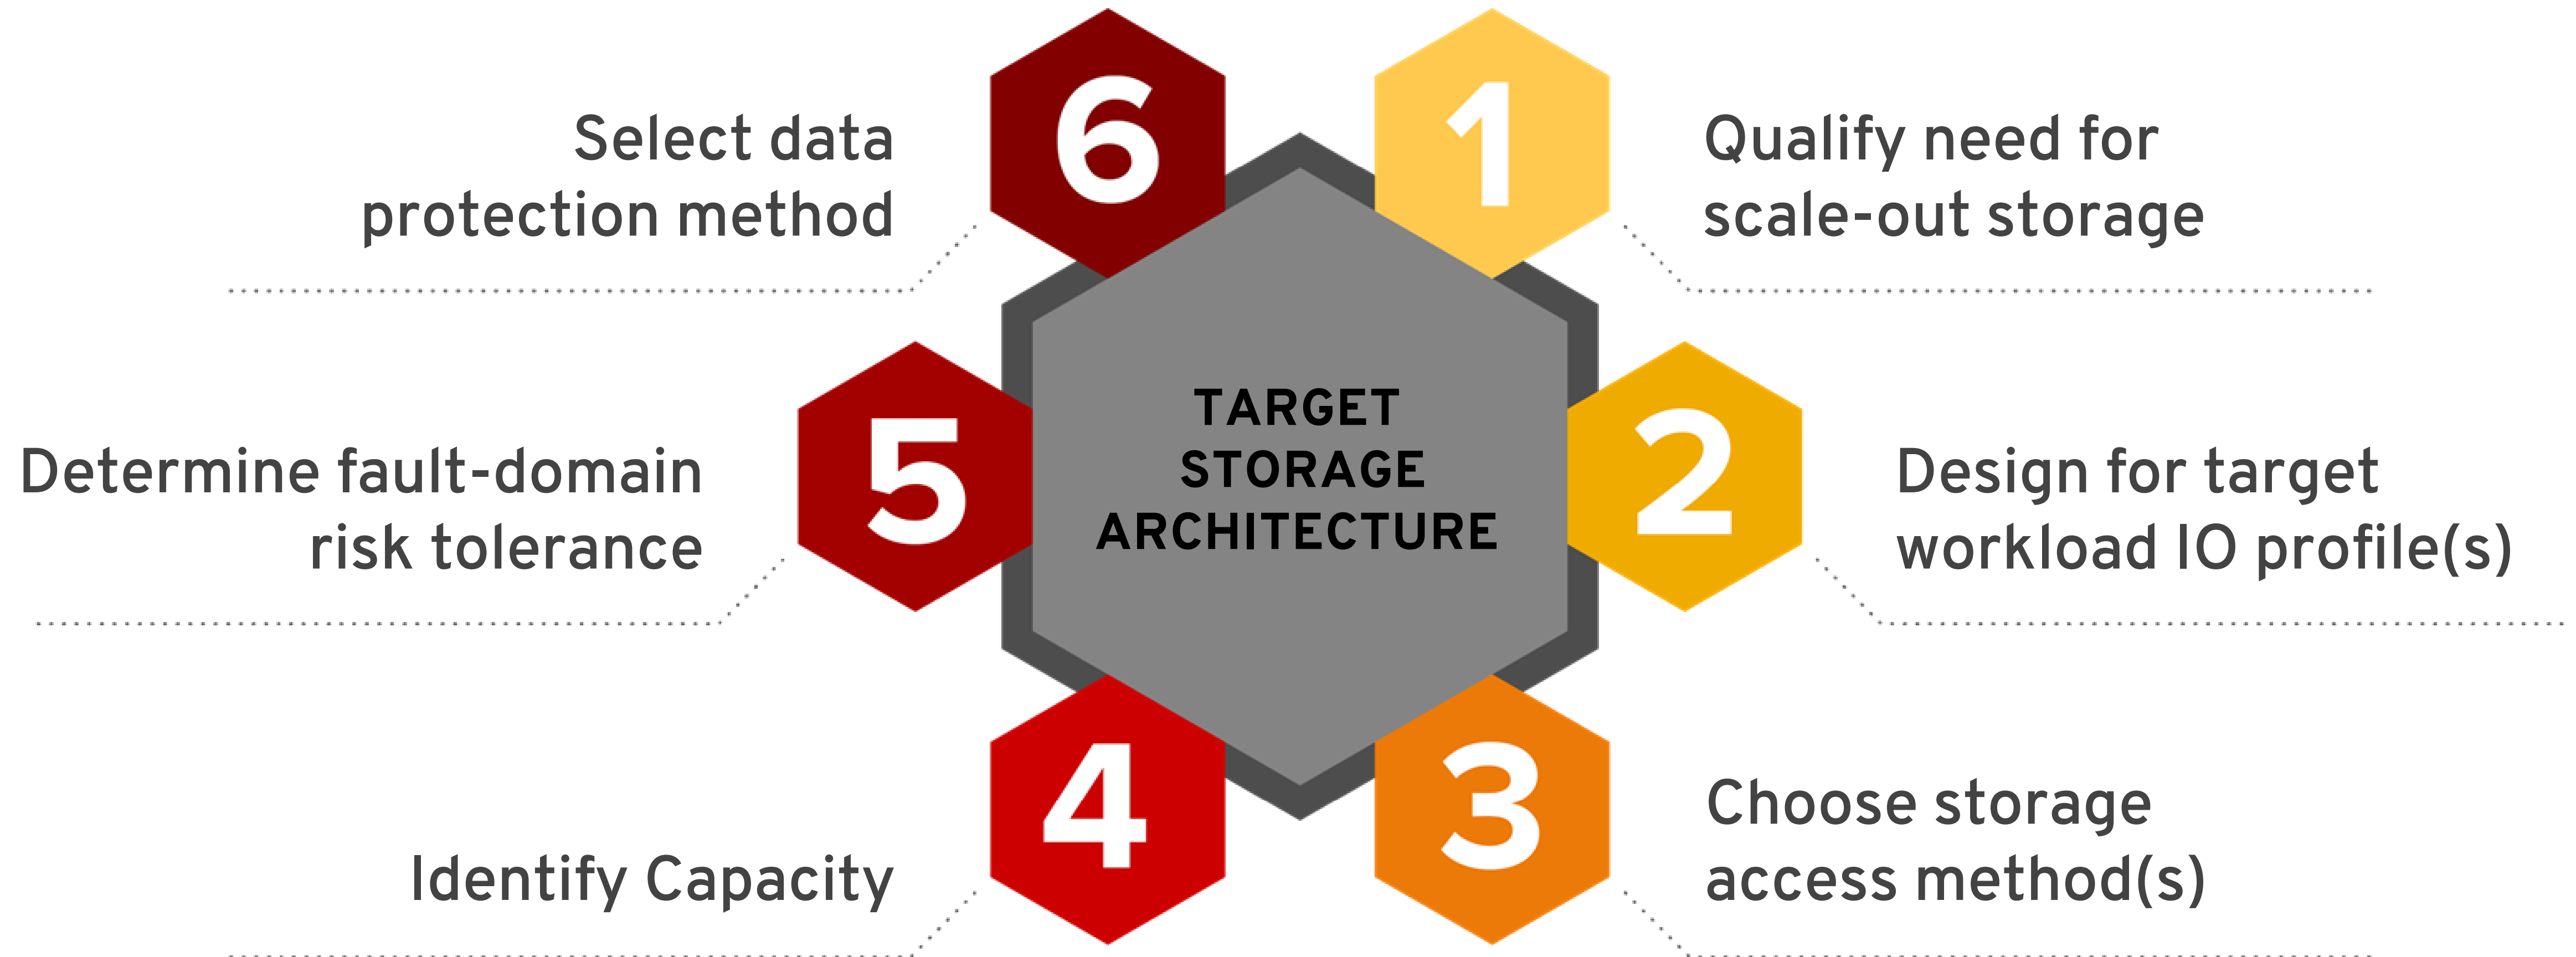 6
Select data
protection method
1
Qualify need for
scale-out storage
5
Determine fault-domain
risk tolerance
TARGET
STORAGE
ARCHITECTURE
2
Design for target
workload IO profile(s)
4
Identify Capacity
3
Choose storage
access method(s)